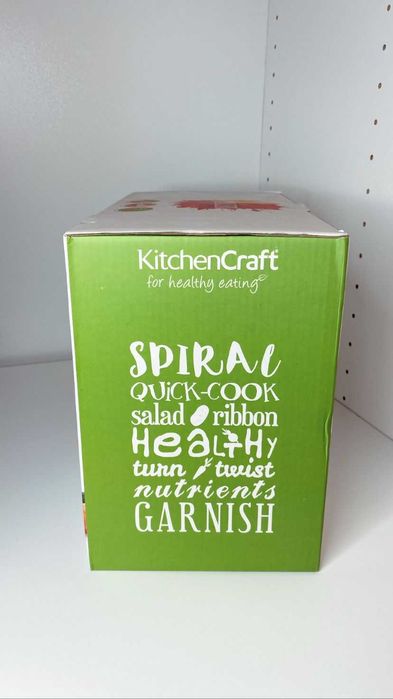 KitchenCraft
for healthy eating
SPIRAL
QUiCK-COOK
salad ribbon
HeaLTHy
turn twist
nutrients
GARNISH